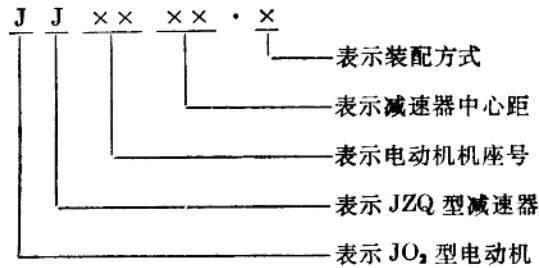 J J ×× ××·×
表示装配方式
表示减速器中心距
表示电动机机座号
表示 JZQ 型减速器
表示 JO₂ 型电动机